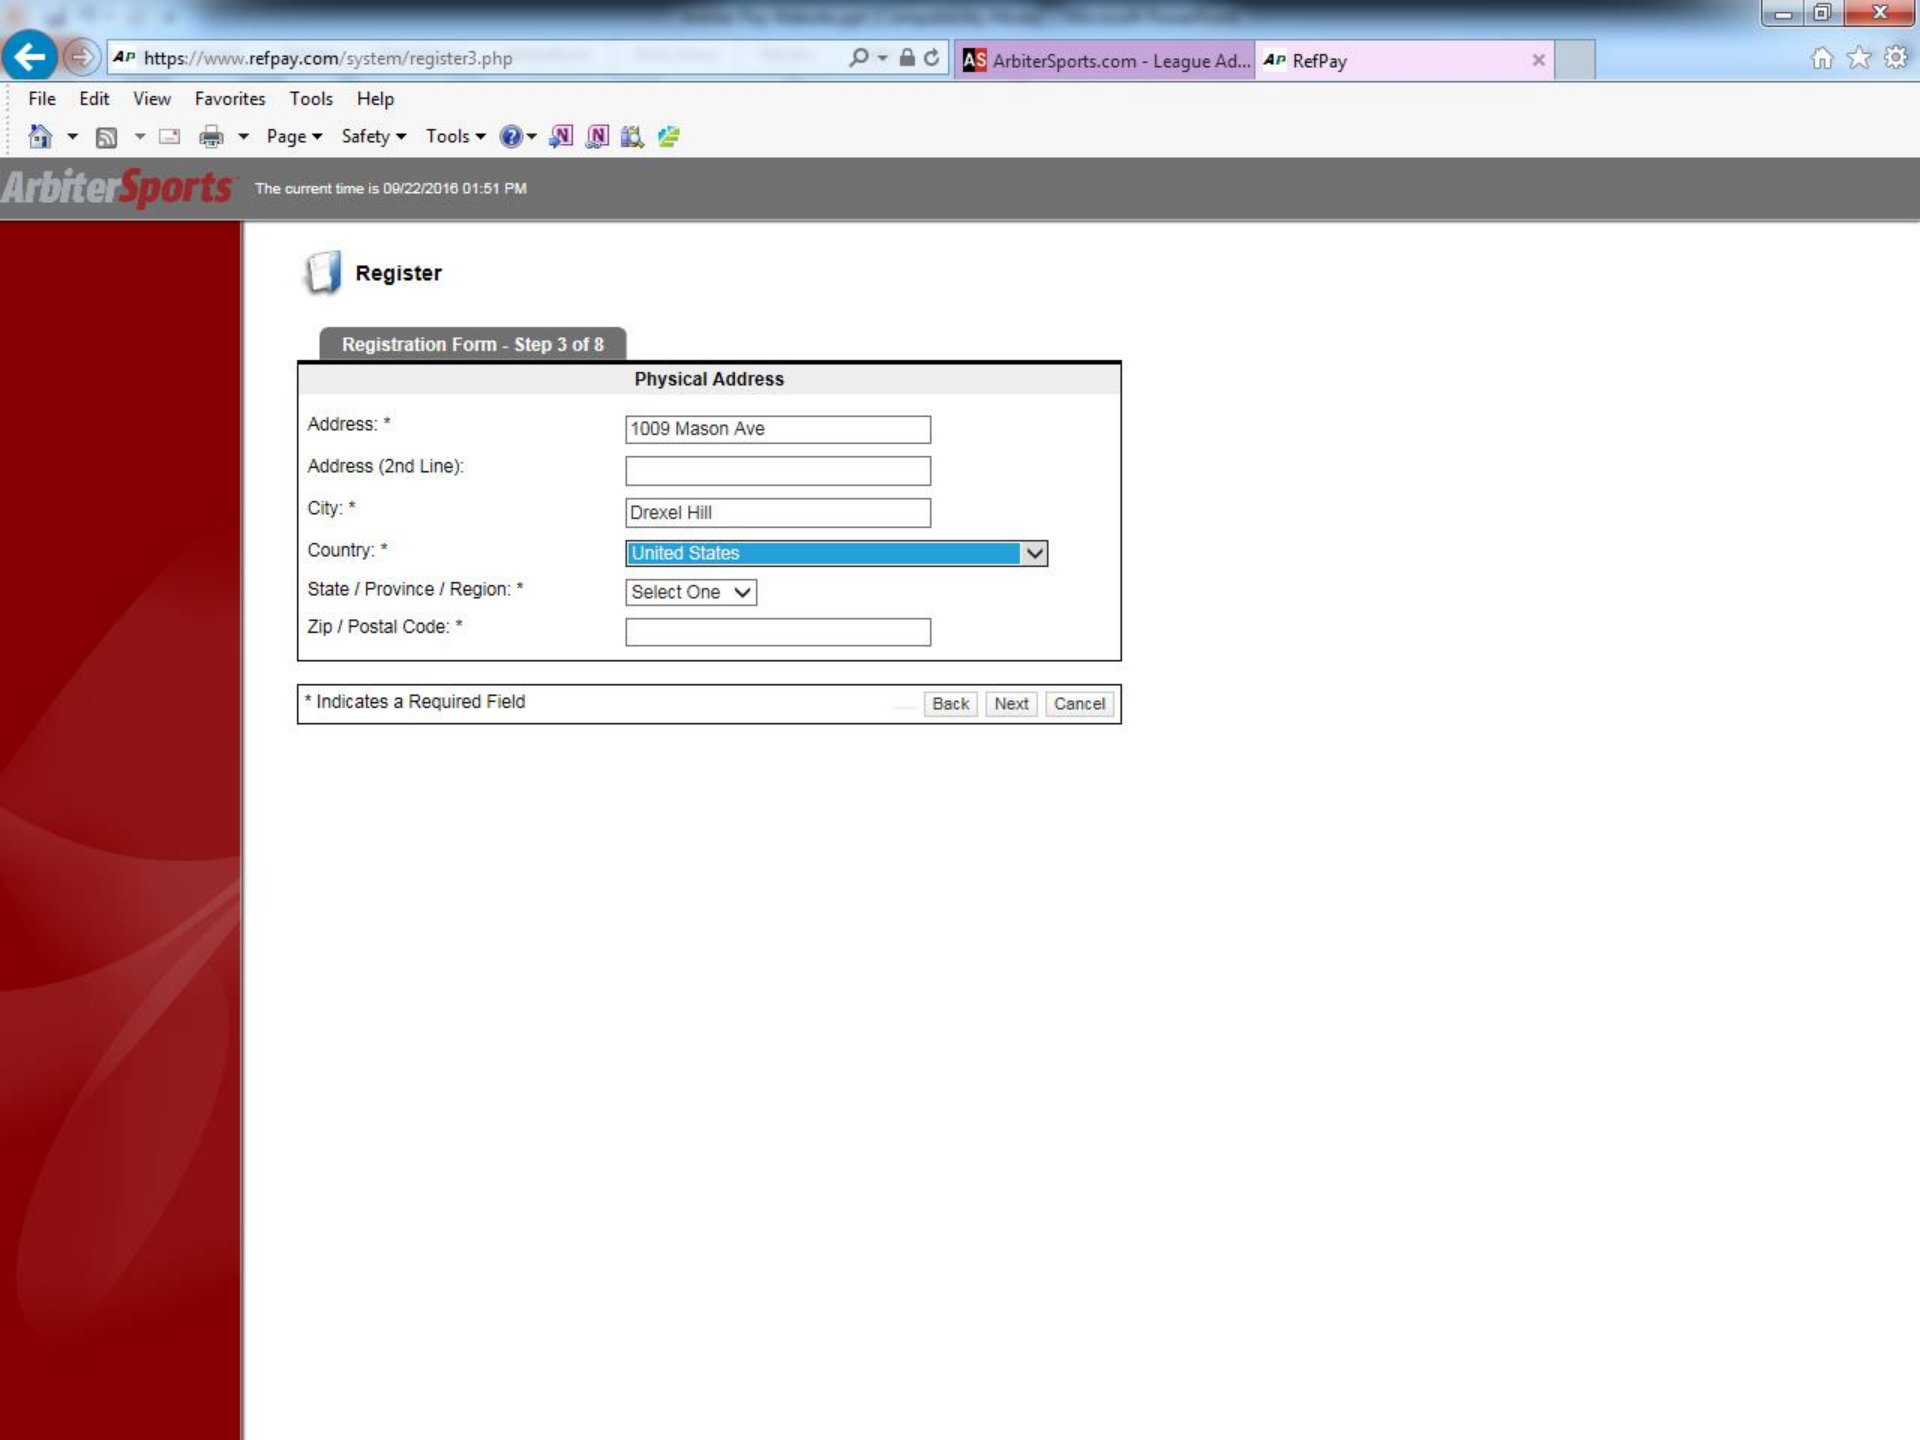 https://www.refpay.com/system/register3.php
AS ArbiterSports.com - League Ad...
AP RefPay
File Edit View Favorites Tools Help
Page Safety Tools
ArbiterSports The current time is 09/22/2016 01:51 PM
Register
Registration Form - Step 3 of 8
Physical Address
Address: * 1009 Mason Ave
Address (2nd Line):
City: * Drexel Hill
Country: * United States
State / Province / Region: * Select One
Zip / Postal Code: *
* Indicates a Required Field Back Next Cancel